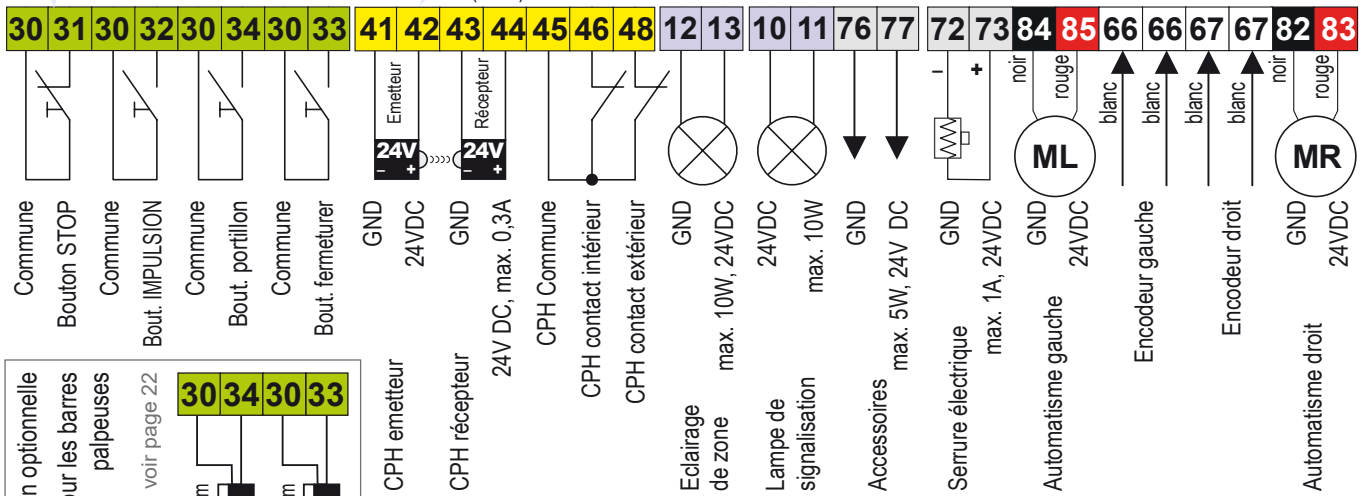 30 31 30 32 30 34 30 33 41 42 43 44 45 46 48 12 13 10 11 76 77 72 73 84 85 66 66 67 67 82 83
Emetteur
Récepteur
– +
noir
rouge
blanc
blanc
blanc
blanc
noir
rouge
24V
– +
24V
– +
ML
MR
Commune
Bouton STOP
Commune
Bout. IMPULSION
Commune
Bout. portillon
Commune
Bout. fermeturer
GND
24VDC
GND
24V DC, max. 0,3A
CPH Commune
CPH contact intérieur
CPH contact extérieur
GND
max. 10W, 24VDC
24VDC
max. 10W
GND
max. 5W, 24V DC
GND
max. 1A, 24VDC
GND
24VDC
Encodeur gauche
Encodeur droit
GND
24VDC
CPH emetteur
CPH récepteur
Eclairage
de zone
Lampe de
signalisation
Accessoires
Serrure électrique
Automatisme gauche
Automatisme droit
optionnelle
les barres
palpeuses
voir page 22
30 34 30 33